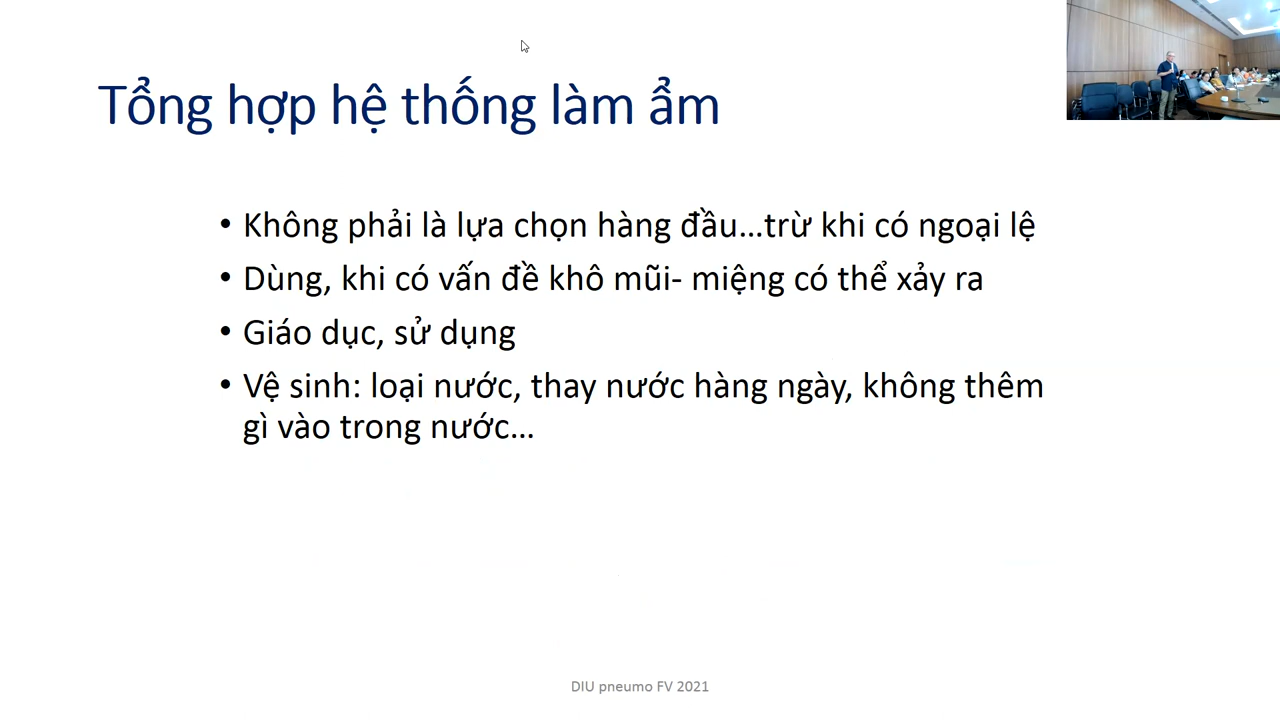 Tổng hợp hệ thống làm ẩm
• Không phải là lựa chọn hàng đầu...trừ khi có ngoại lệ
• Dùng, khi có vấn đề khô mũi- miệng có thể xảy ra
• Giáo dục, sử dụng
• Vệ sinh: loại nước, thay nước hàng ngày, không thêm
gì vào trong nước...
DIU pneumo FV 2021